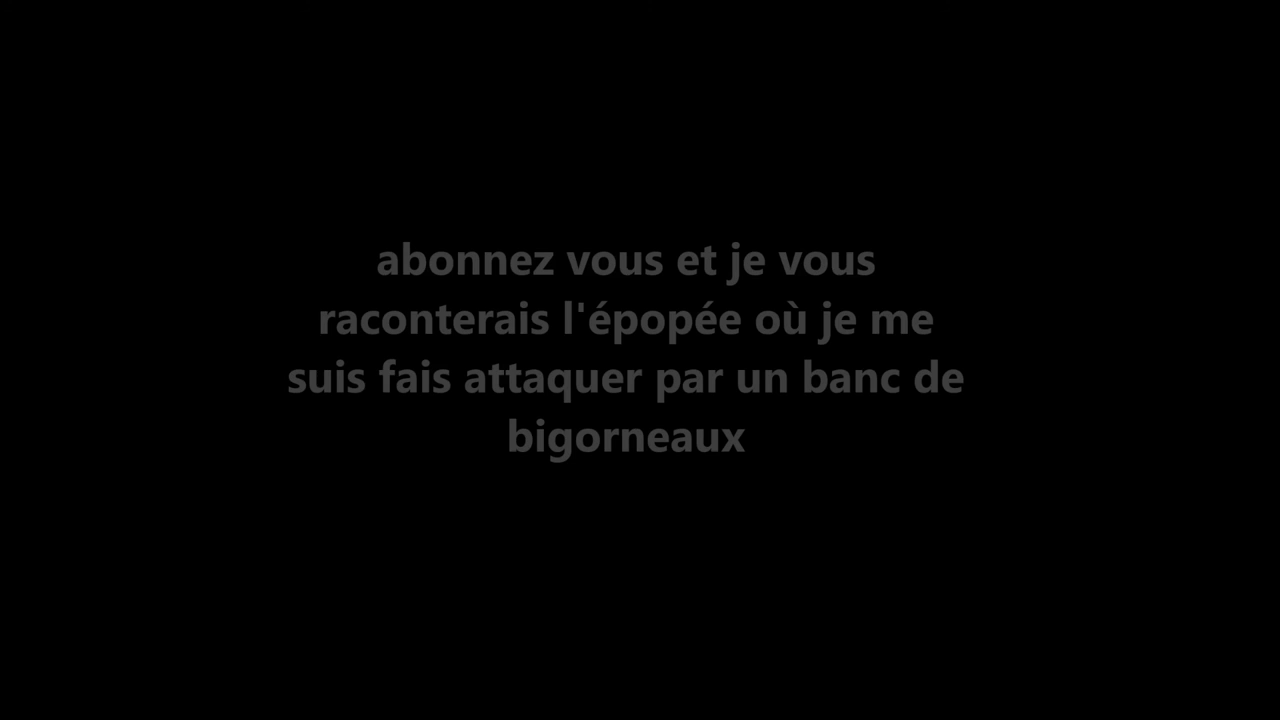 abonnez vous et je vous
raconterais l'épopée où je me
suis fais attaquer par un banc de
bigorneaux